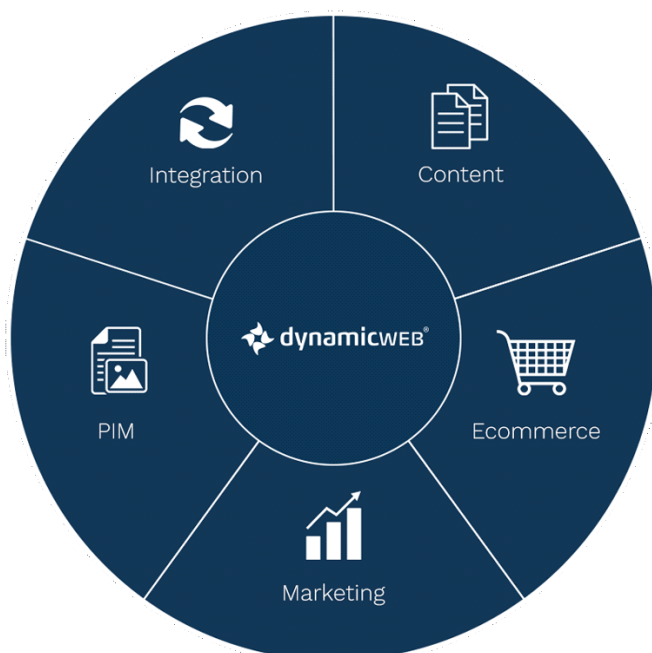 Integration
Content
dynamicWEB®
PIM
Ecommerce
Marketing